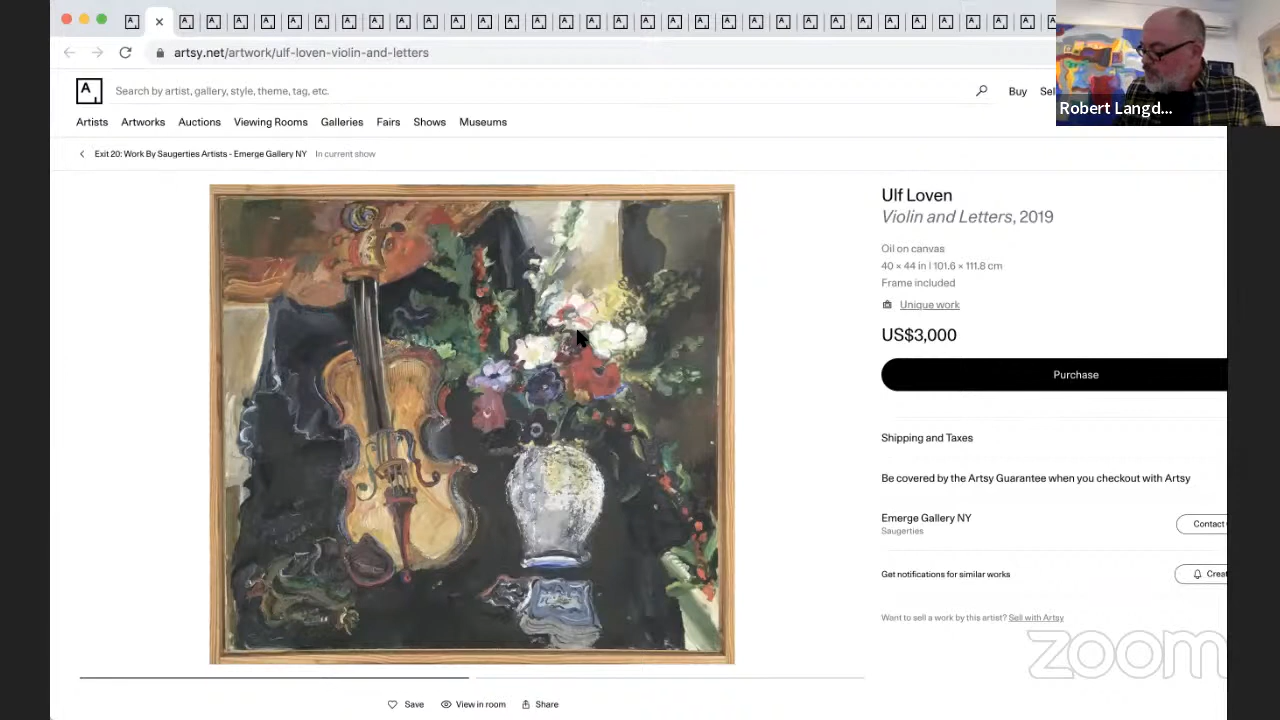 artsy.net/artwork/ulf-loven-violin-and-letters
Search by artist, gallery, style, theme, tag, etc.
Buy
Sel
Robert Langd...
Artists Artworks Auctions Viewing Rooms Galleries Fairs Shows Museums
Exit 20: Work By Saugerties Artists - Emerge Gallery NY In current show
Ulf Loven
Violin and Letters, 2019
Oil on canvas
40 × 44 in | 101.6 × 111.8 cm
Frame included
Unique work
US$3,000
Purchase
Shipping and Taxes
Be covered by the Artsy Guarantee when you checkout with Artsy
Emerge Gallery NY
Saugerties
Contact
Get notifications for similar works
Creat
Want to sell a work by this artist? Sell with Artsy
zoom
Save View in room Share